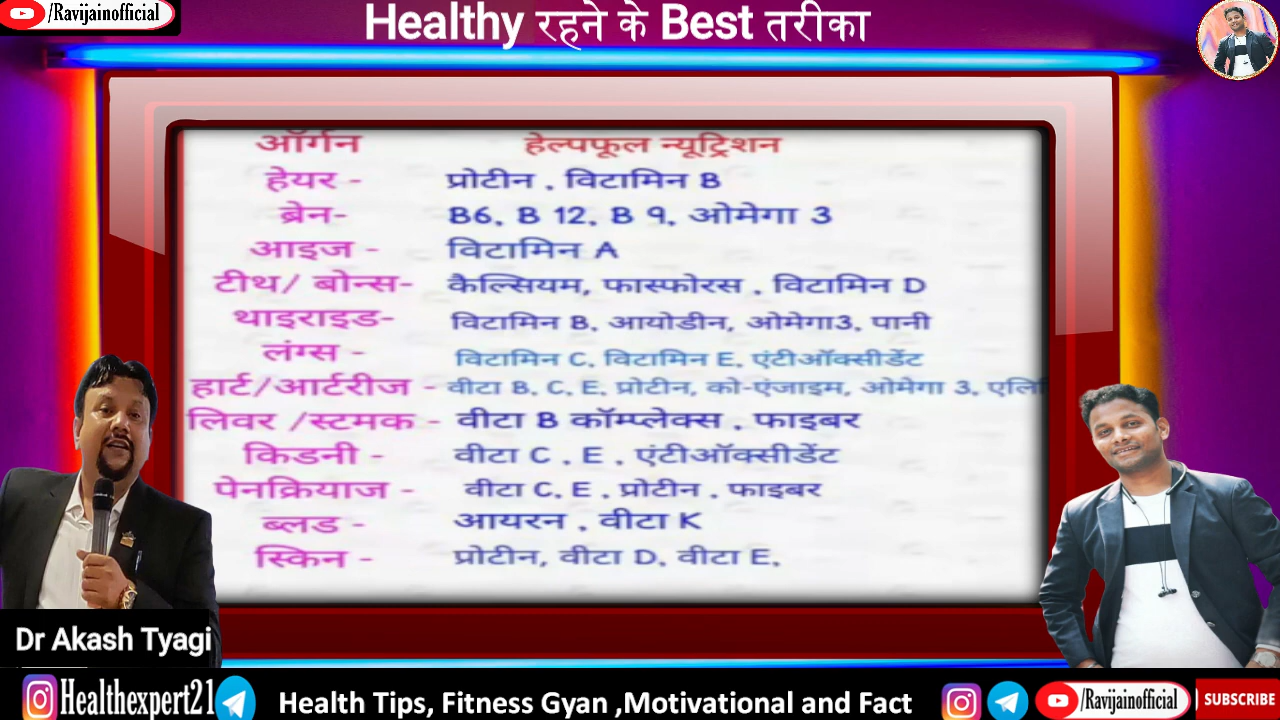 /Ravijainofficial
Healthy रहने के Best तरीका
ऑर्गन हेल्पफूल न्यूट्रिशन
हेयर - प्रोटीन , विटामिन B
ब्रेन- B6, B 12, B 9, ओमेगा 3
आइज - विटामिन A
टीथ/ बोन्स- कैल्सियम, फास्फोरस , विटामिन D
थाइराइड- विटामिन B, आयोडीन, ओमेगा3, पानी
लंग्स - विटामिन C, विटामिन E, एंटीऑक्सीडेंट
हार्ट/आर्टरीज - वीटा B, C, E, प्रोटीन, को-एंजाइम, ओमेगा 3,
लिवर /स्टमक - वीटा B कॉम्प्लेक्स , फाइबर
किडनी - वीटा C , E , एंटीऑक्सीडेंट
पेनक्रियाज - वीटा C, E , प्रोटीन , फाइबर
ब्लड - आयरन , वीटा K
स्किन - प्रोटीन, वीटा D, वीटा E,
Dr Akash Tyagi
Healthexpert21 Health Tips, Fitness Gyan ,Motivational and Fact /Ravijainofficial SUBSCRIBE